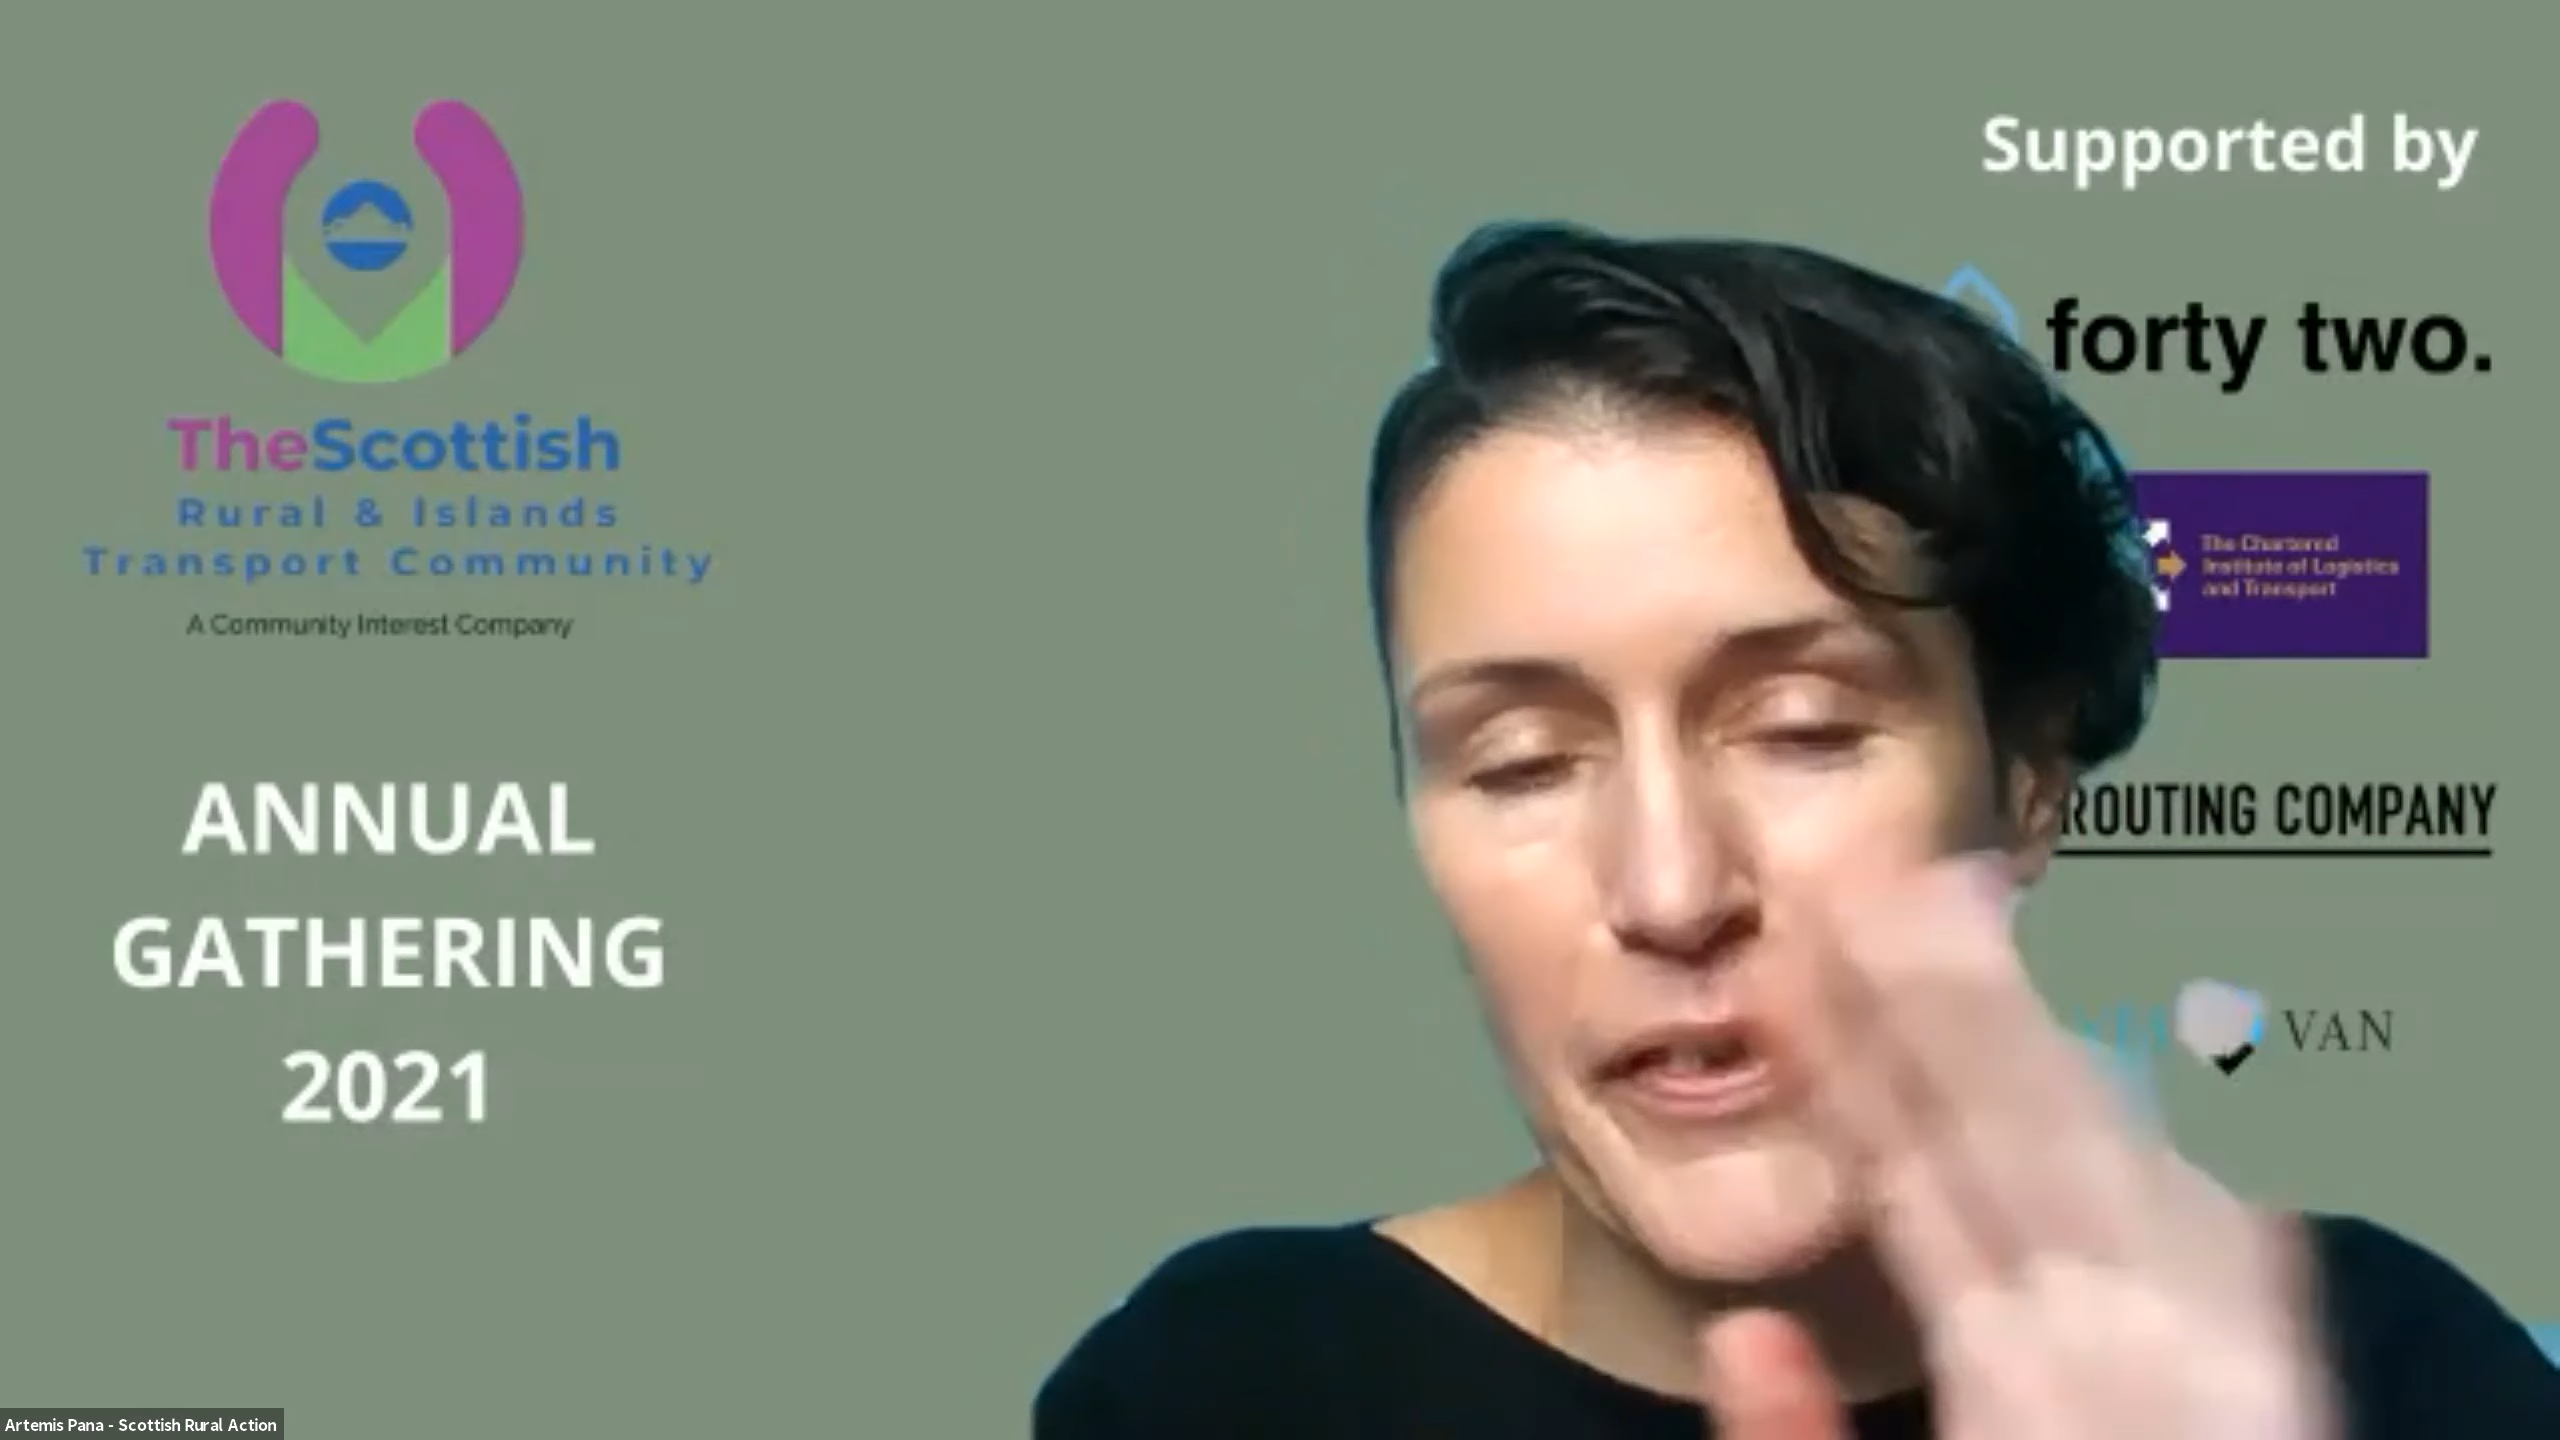 TheScottish
Rural & Islands
Transport Community
A Community Interest Company
ANNUAL
GATHERING
2021
Supported by
forty two.
The Chartered
Institute of Logistics
and Transport
ROUTING COMPANY
VAN
Artemis Pana - Scottish Rural Action